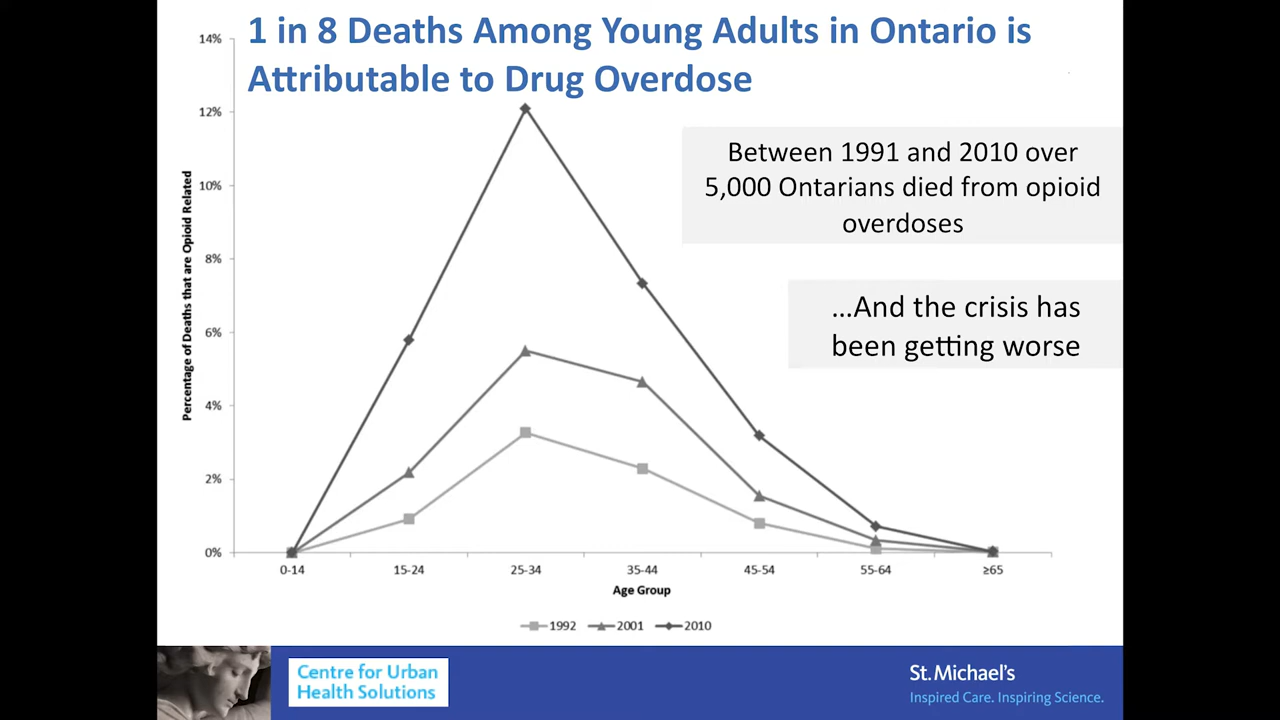 1 in 8 Deaths Among Young Adults in Ontario is
Attributable to Drug Overdose
Between 1991 and 2010 over
5,000 Ontarians died from opioid
overdoses
...And the crisis has
been getting worse
Percentage of Deaths that are Opioid Related
14%
12%
10%
8%
6%
4%
2%
0%
0-14 15-24 25-34 35-44 45-54 55-64 ≥65
Age Group
1992 2001 2010
Centre for Urban
Health Solutions
St. Michael's
Inspired Care. Inspiring Science.